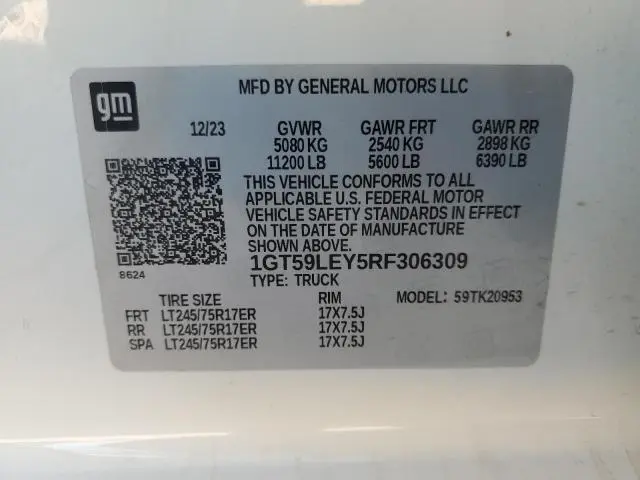 gm
MFD BY GENERAL MOTORS LLC
12/23 GVWR GAWR FRT GAWR RR
5080 KG 2540 KG 2898 KG
11200 LB 5600 LB 6390 LB
THIS VEHICLE CONFORMS TO ALL
APPLICABLE U.S. FEDERAL MOTOR
VEHICLE SAFETY STANDARDS IN EFFECT
ON THE DATE OF MANUFACTURE
SHOWN ABOVE.
8624
1GT59LEY5RF306309
TYPE: TRUCK
TIRE SIZE RIM MODEL: 59TK20953
FRT LT245/75R17ER 17X7.5J
RR LT245/75R17ER 17X7.5J
SPA LT245/75R17ER 17X7.5J